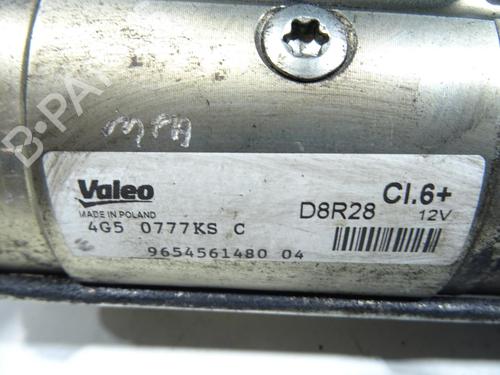 B-PA
Valeo
MADE IN POLAND
4G5 0777KS C
9654561480 04
D8R28
Cl.6+
12V